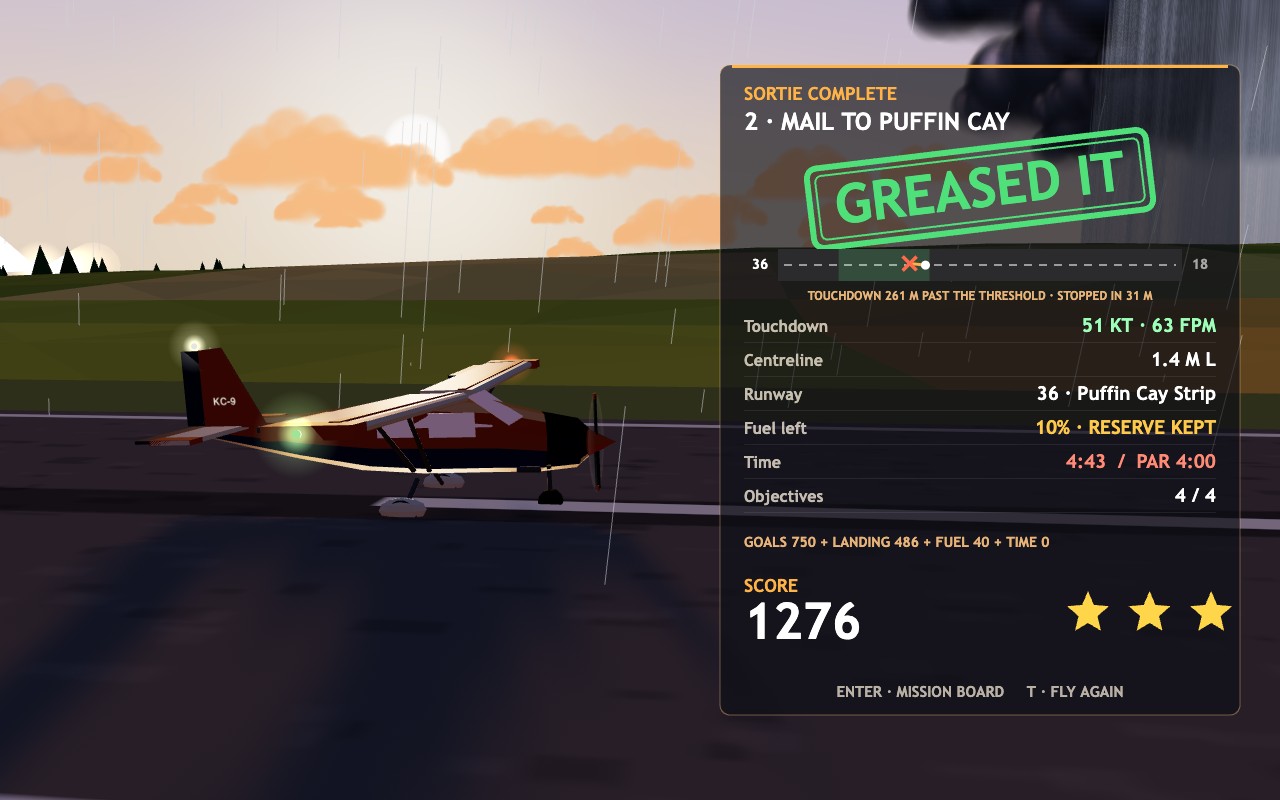 SORTIE COMPLETE
2 · MAIL TO PUFFIN CAY
GREASED IT
36 18
TOUCHDOWN 261 M PAST THE THRESHOLD · STOPPED IN 31 M
Touchdown 51 KT · 63 FPM
Centreline 1.4 M L
Runway 36 · Puffin Cay Strip
KC-9
Fuel left 10% · RESERVE KEPT
Time 4:43 / PAR 4:00
Objectives 4 / 4
GOALS 750 + LANDING 486 + FUEL 40 + TIME 0
SCORE
1276
ENTER · MISSION BOARD T · FLY AGAIN